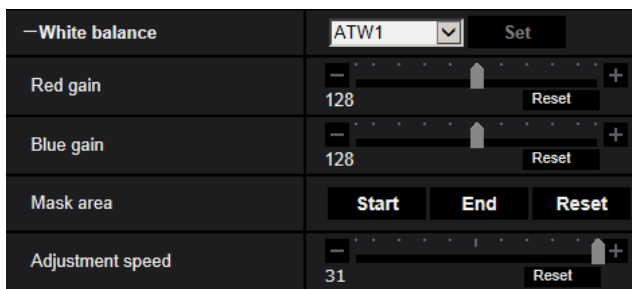 −White balance ATW1 Set
Red gain − +
128 Reset
Blue gain − +
128 Reset
Mask area Start End Reset
Adjustment speed − +
31 Reset